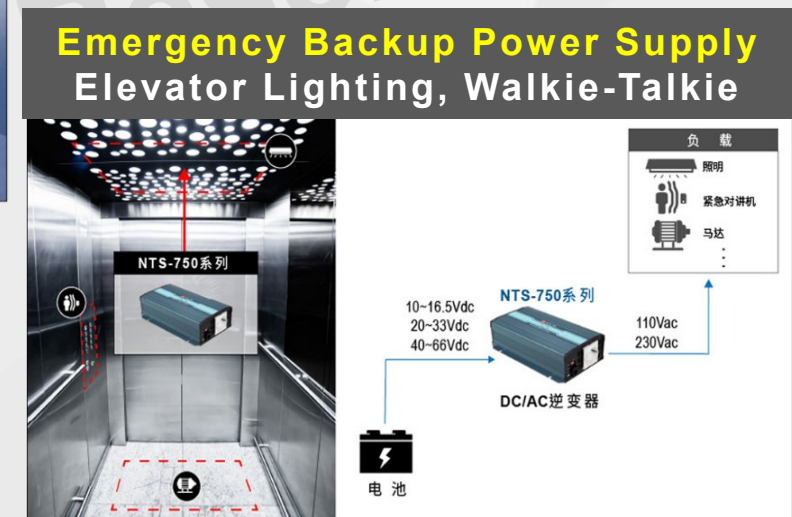 Emergency Backup Power Supply
Elevator Lighting, Walkie-Talkie
NTS-750系列
负 载
照明
紧急对讲机
马达
10~16.5Vdc
20~33Vdc
40~66Vdc
NTS-750系列
110Vac
230Vac
DC/AC逆变器
电 池